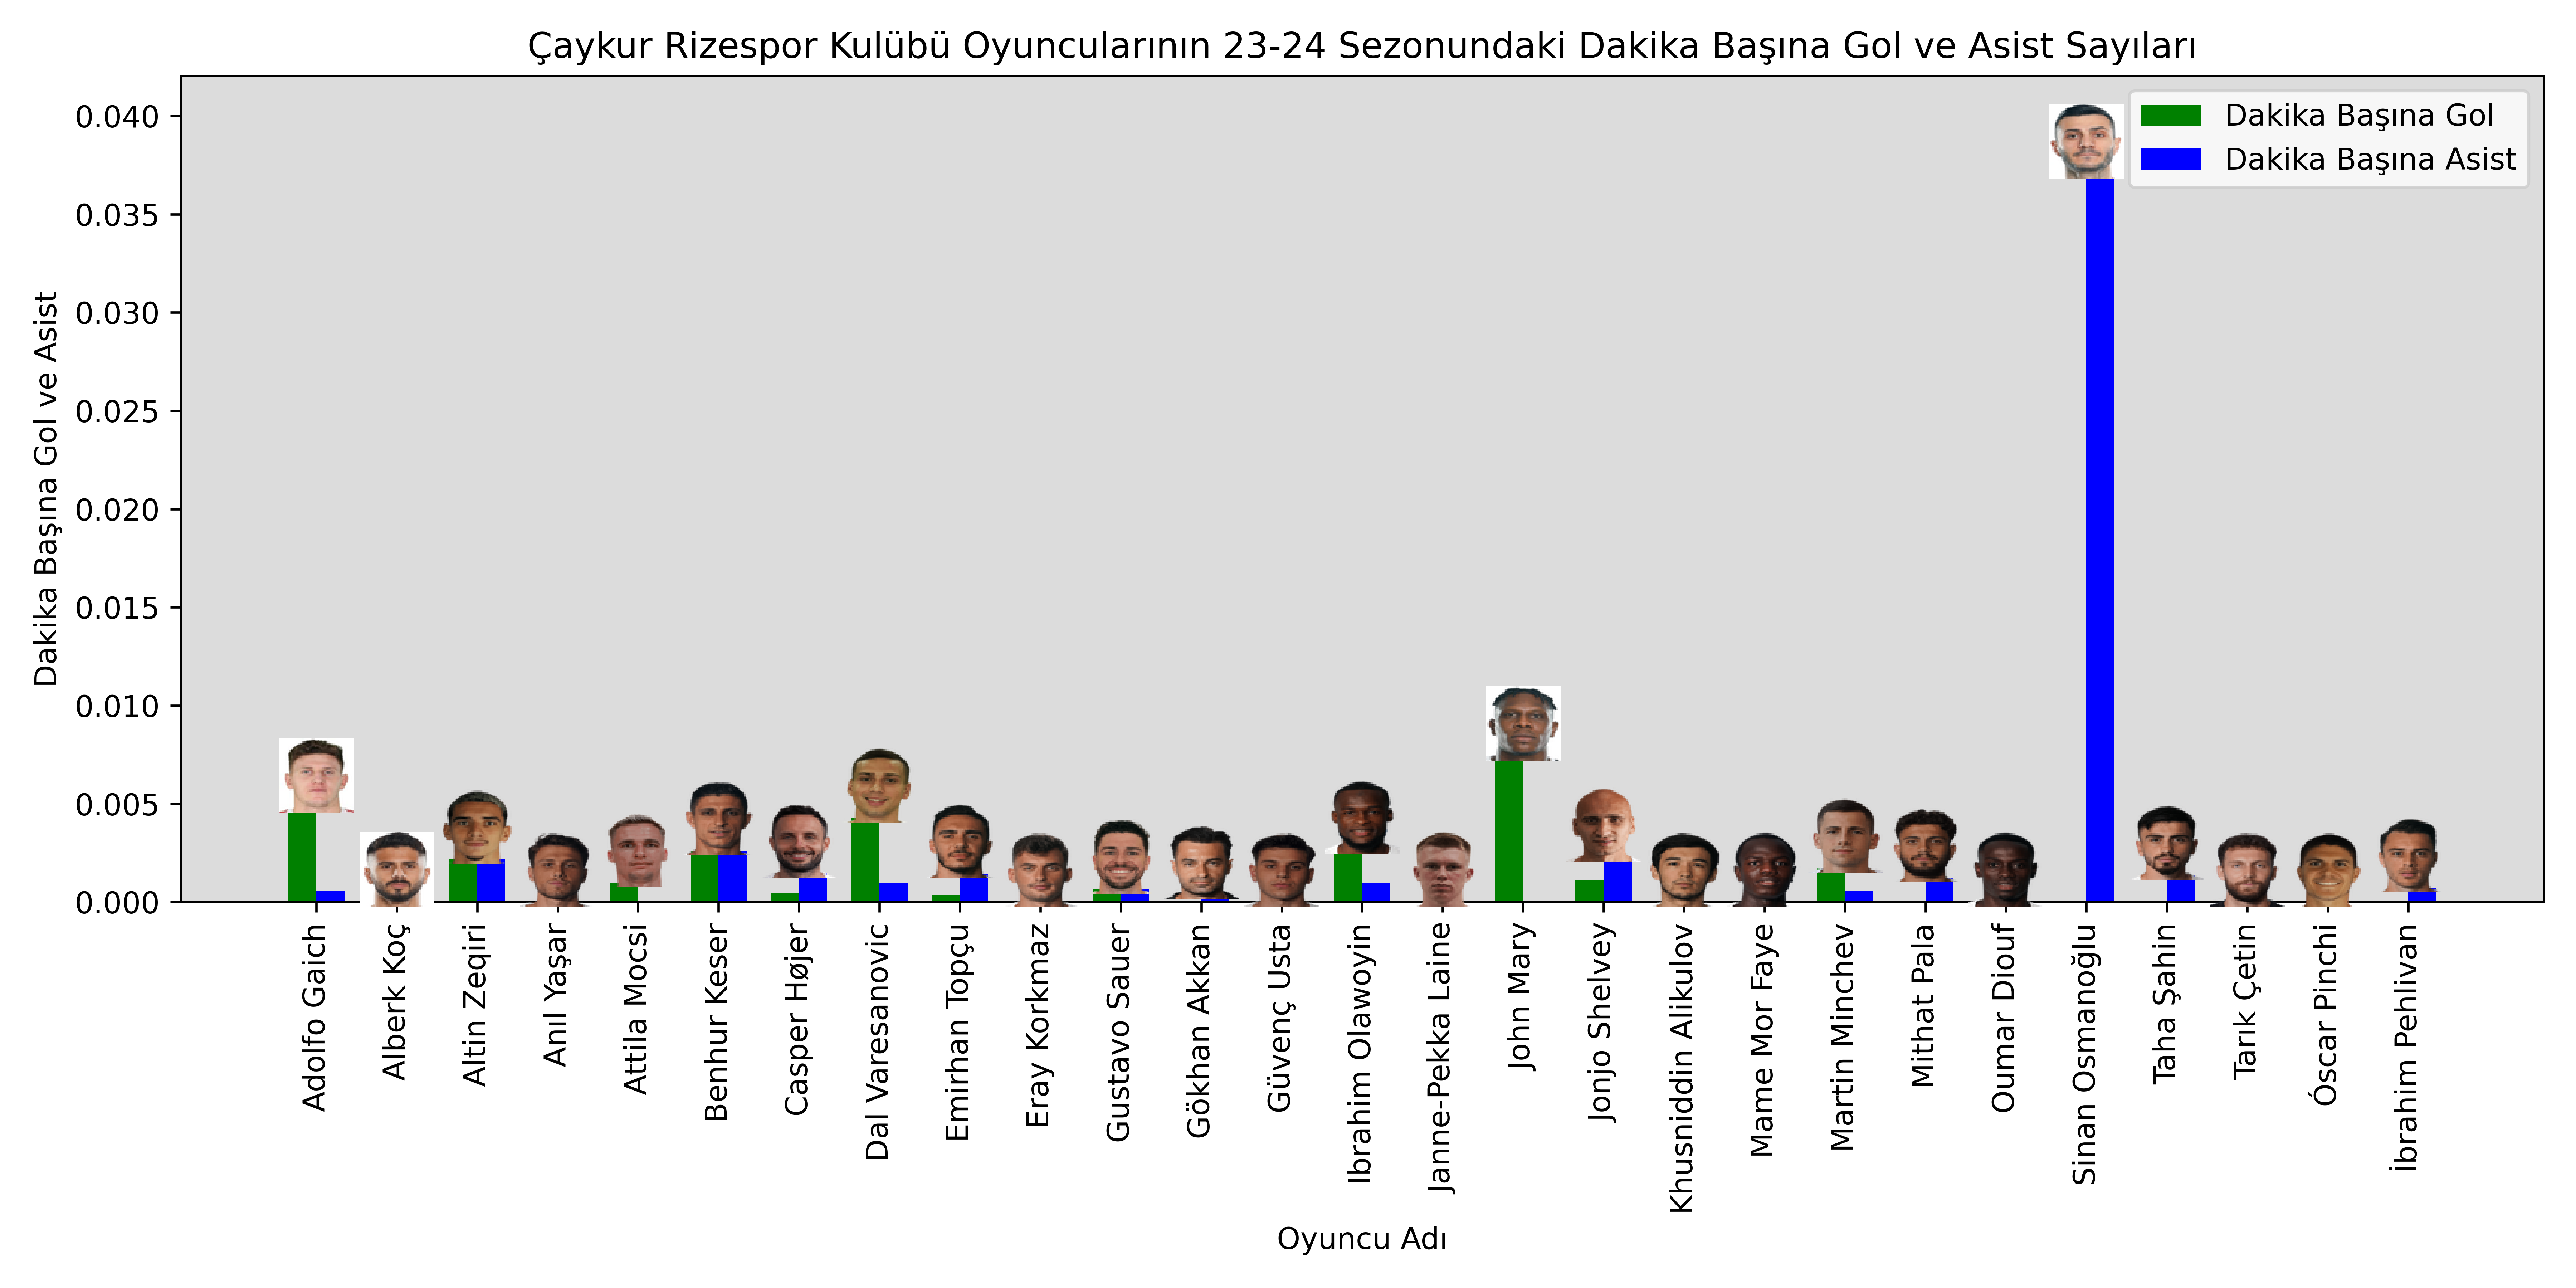 Çaykur Rizespor Kulübü Oyuncularının 23-24 Sezonundaki Dakika Başına Gol ve Asist Sayıları
Dakika Başına Gol
Dakika Başına Asist
Dakika Başına Gol ve Asist
0.040
0.035
0.030
0.025
0.020
0.015
0.010
0.005
0.000
Adolfo Gaich
Alberk Koç
Altin Zeqiri
Anıl Yaşar
Attila Mocsi
Benhur Keser
Casper Højer
Dal Varesanovic
Emirhan Topçu
Eray Korkmaz
Gustavo Sauer
Gökhan Akkan
Güvenç Usta
Ibrahim Olawoyin
Janne-Pekka Laine
John Mary
Jonjo Shelvey
Khusniddin Alikulov
Mame Mor Faye
Martin Minchev
Mithat Pala
Oumar Diouf
Sinan Osmanoğlu
Taha Şahin
Tarık Çetin
Óscar Pinchi
İbrahim Pehlivan
Oyuncu Adı